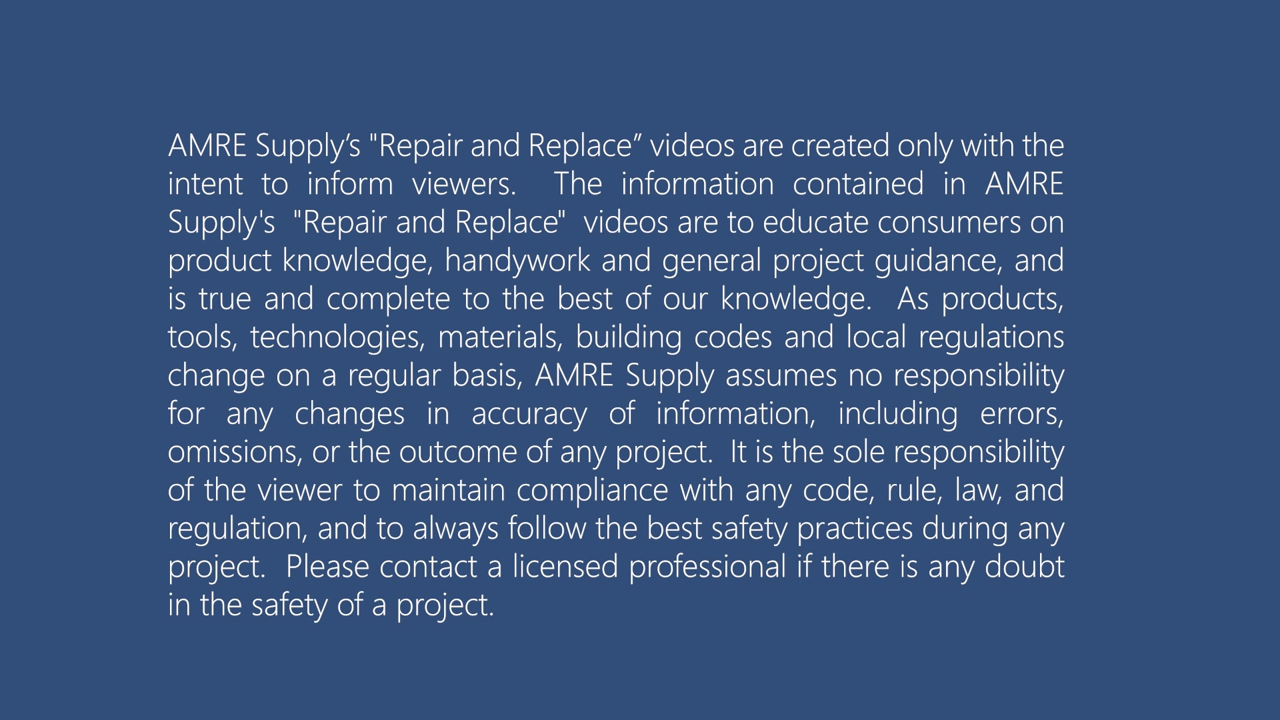 AMRE Supply’s "Repair and Replace” videos are created only with the
intent to inform viewers.  The information contained in AMRE
Supply's  "Repair and Replace"  videos are to educate consumers on
product knowledge, handywork and general project guidance, and
is true and complete to the best of our knowledge.  As products,
tools, technologies, materials, building codes and local regulations
change on a regular basis, AMRE Supply assumes no responsibility
for any changes in accuracy of information, including errors,
omissions, or the outcome of any project.  It is the sole responsibility
of the viewer to maintain compliance with any code, rule, law, and
regulation, and to always follow the best safety practices during any
project.  Please contact a licensed professional if there is any doubt
in the safety of a project.